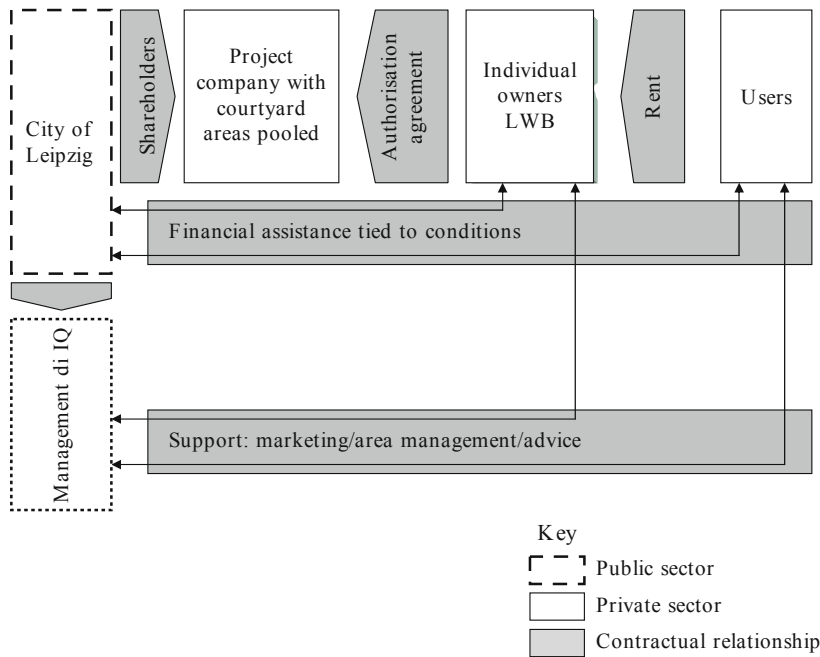 City of
Leipzig
Shareholders
Project
company with
courtyard
areas pooled
Authorisation
agreement
Individual
owners
LWB
Rent
Users
Financial assistance tied to conditions
Management di IQ
Support: marketing/area management/advice
Key
Public sector
Private sector
Contractual relationship